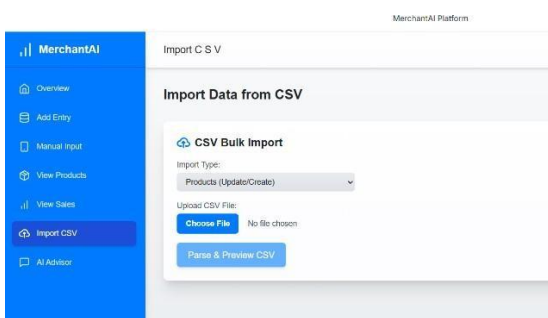 MerchantAI Platform
MerchantAI
Import C S V
Overview
Add Entry
Manual Input
View Products
View Sales
Import CSV
AI Advisor
Import Data from CSV
CSV Bulk Import
Import Type:
Products (Update/Create)
Upload CSV File:
Choose File No file chosen
Parse & Preview CSV